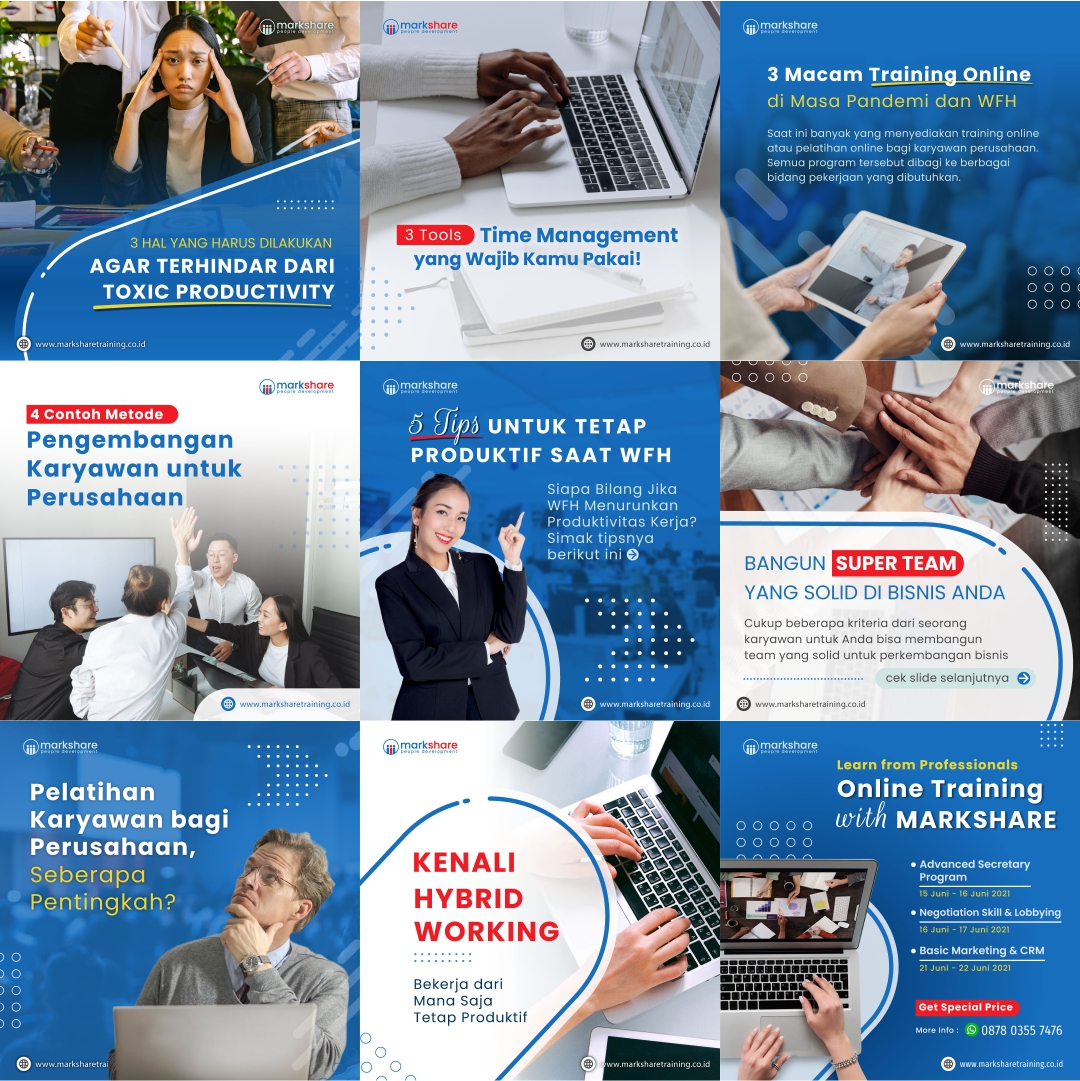 markshare
people development
3 HAL YANG HARUS DILAKUKAN
AGAR TERHINDAR DARI
TOXIC PRODUCTIVITY
www.marksharetraining.co.id
markshare
people development
3 Tools Time Management
yang Wajib Kamu Pakai!
www.marksharetraining.co.id
markshare
people development
3 Macam Training Online
di Masa Pandemi dan WFH
Saat ini banyak yang menyediakan training online
atau pelatihan online bagi karyawan perusahaan.
Semua program tersebut dibagi ke berbagai
bidang pekerjaan yang dibutuhkan.
www.marksharetraining.co.id
markshare
people development
4 Contoh Metode
Pengembangan
Karyawan untuk
Perusahaan
www.marksharetraining.co.id
markshare
people development
5 Tips UNTUK TETAP
PRODUKTIF SAAT WFH
Siapa Bilang Jika
WFH Menurunkan
Produktivitas Kerja?
Simak tipsnya
berikut ini
www.marksharetraining.co.id
markshare
people development
BANGUN SUPER TEAM
YANG SOLID DI BISNIS ANDA
Cukup beberapa kriteria dari seorang
karyawan untuk Anda bisa membangun
team yang solid untuk perkembangan bisnis
cek slide selanjutnya
www.marksharetraining.co.id
markshare
people development
Pelatihan
Karyawan bagi
Perusahaan,
Seberapa
Pentingkah?
www.marksharetrai
markshare
people development
KENALI
HYBRID
WORKING
Bekerja dari
Mana Saja
Tetap Produktif
www.marksharetraining.co.id
markshare
people development
Learn from Professionals
Online Training
with MARKSHARE
Advanced Secretary
Program
15 Juni - 16 Juni 2021
Negotiation Skill & Lobbying
16 Juni - 17 Juni 2021
Basic Marketing & CRM
21 Juni - 22 Juni 2021
Get Special Price
More Info : 0878 0355 7476
www.marksharetraining.co.id